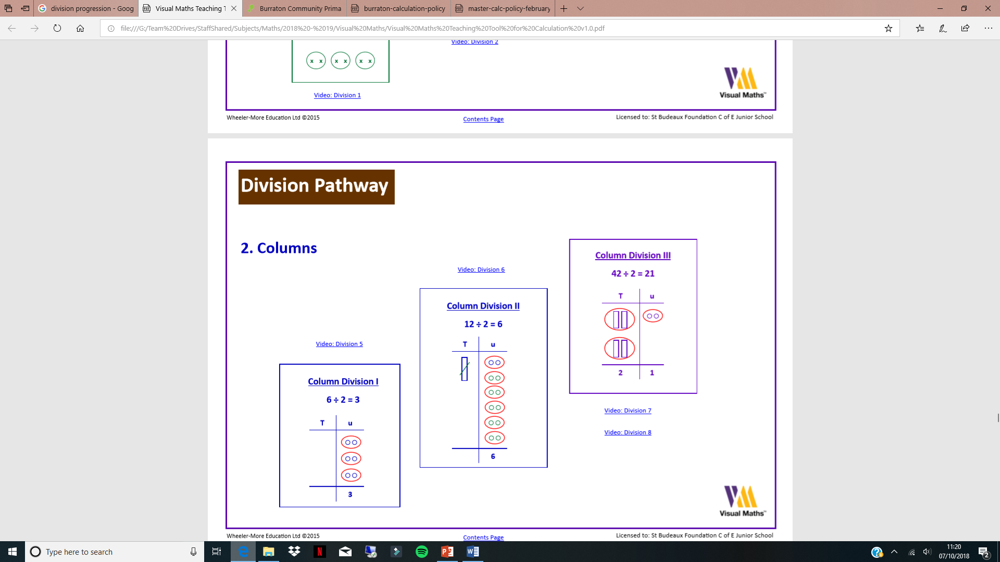 division progression - Goog
Visual Maths Teaching T
Burraton Community Prima
burraton-calculation-policy
master-calc-policy-february
file:///G:/Team%20Drives/StaffShared/Subjects/Maths/2018%20-%2019/Visual%20Maths/Visual%20Maths%20Teaching%20Tool%20for%20Calculation%20v1.0.pdf
Video: Division 2
x x x x x x
Video: Division 1
Visual Maths™
Wheeler-More Education Ltd ©2015
Contents Page
Licensed to: St Budeaux Foundation C of E Junior School
Division Pathway
2. Columns
Video: Division 5
Column Division I
6 ÷ 2 = 3
T u
3
Video: Division 6
Column Division II
12 ÷ 2 = 6
T u
6
Column Division III
42 ÷ 2 = 21
T u
2 1
Video: Division 7
Video: Division 8
Visual Maths™
Wheeler-More Education Ltd ©2015
Contents Page
Licensed to: St Budeaux Foundation C of E Junior School
Type here to search
11:20
07/10/2018
2